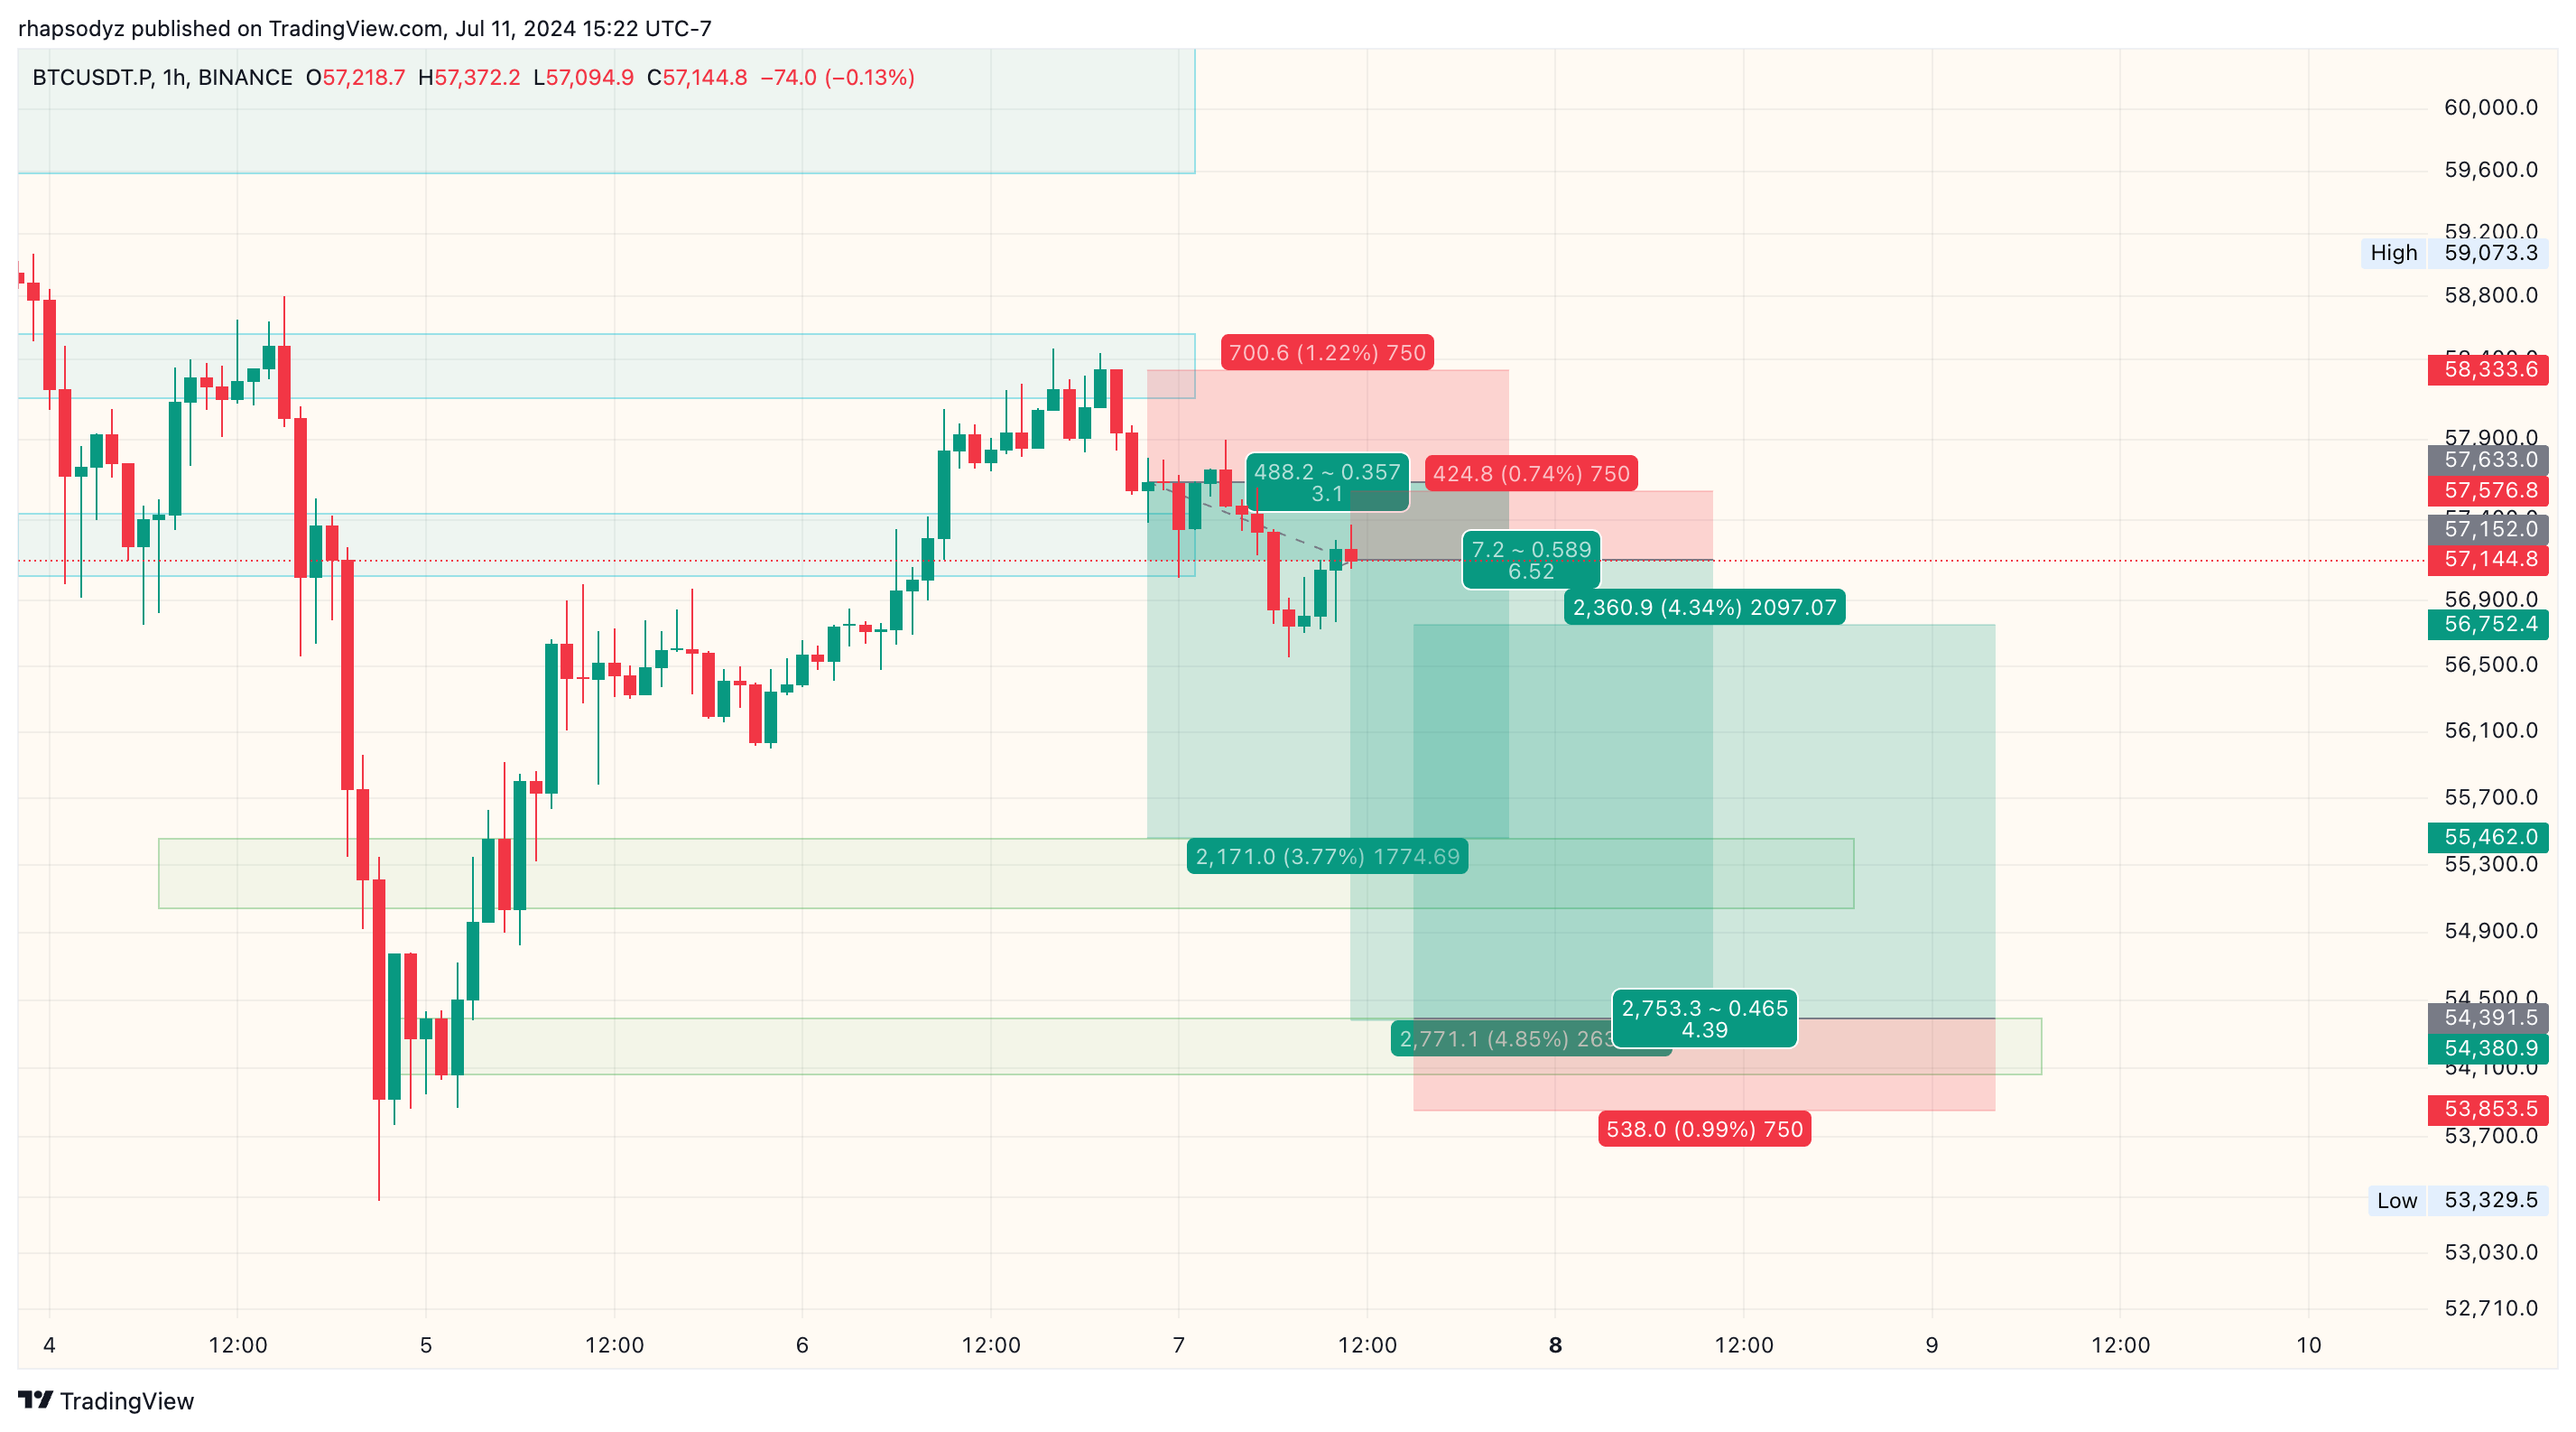 rhapsodyz published on TradingView.com, Jul 11, 2024 15:22 UTC-7
BTCUSDT.P, 1h, BINANCE O57,218.7 H57,372.2 L57,094.9 C57,144.8 −74.0 (−0.13%)
60,000.0
59,600.0
59,200.0
High 59,073.3
58,800.0
700.6 (1.22%) 750
58,333.6
57,900.0
57,633.0
488.2 ~ 0.357
3.1
424.8 (0.74%) 750
57,576.8
57,152.0
7.2 ~ 0.589
6.52
57,144.8
56,900.0
2,360.9 (4.34%) 2097.07
56,752.4
56,500.0
56,100.0
55,700.0
55,462.0
2,171.0 (3.77%) 1774.69
55,300.0
54,900.0
54,500.0
2,753.3 ~ 0.465
4.39
54,391.5
2,771.1 (4.85%)
54,380.9
54,100.0
53,853.5
538.0 (0.99%) 750
53,700.0
Low 53,329.5
53,030.0
52,710.0
4 12:00 5 12:00 6 12:00 7 12:00 8 12:00 9 12:00 10
TradingView